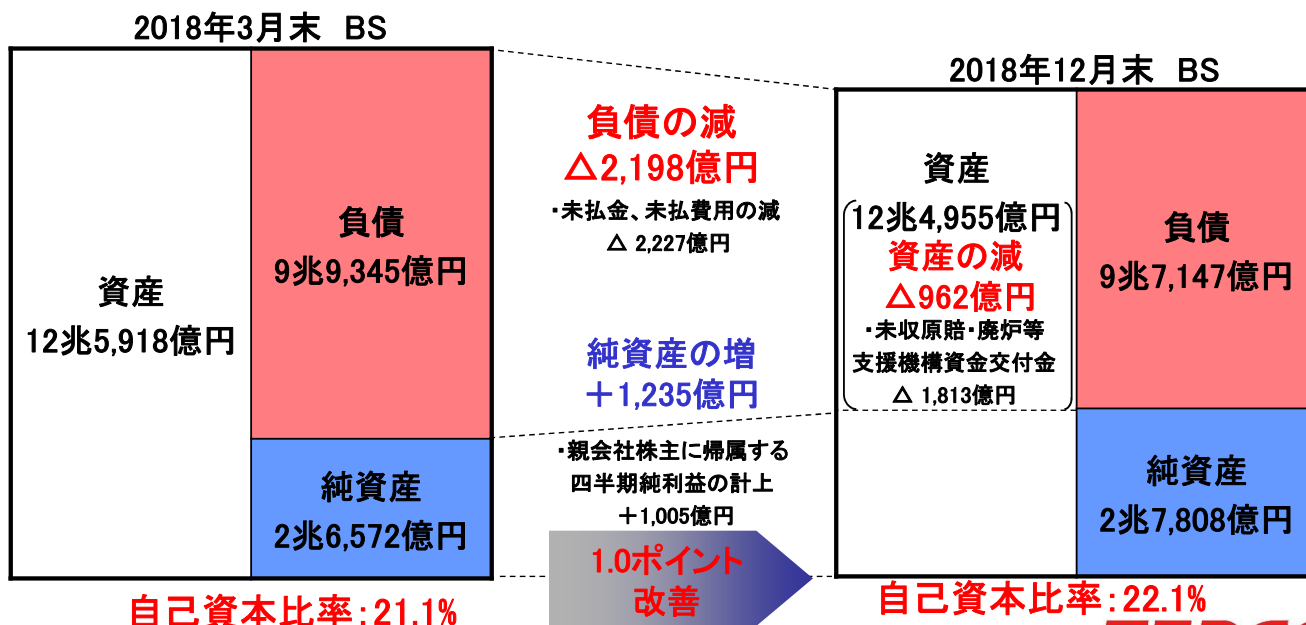 2018年3月末 BS
資産
12兆5,918億円
負債
9兆9,345億円
純資産
2兆6,572億円
自己資本比率:21.1%
負債の減
△2,198億円
・未払金、未払費用の減
△ 2,227億円
純資産の増
+1,235億円
・親会社株主に帰属する
四半期純利益の計上
+1,005億円
1.0ポイント
改善
2018年12月末 BS
資産
12兆4,955億円
資産の減
△962億円
・未収原賠・廃炉等
支援機構資金交付金
△ 1,813億円
負債
9兆7,147億円
純資産
2兆7,808億円
自己資本比率:22.1%